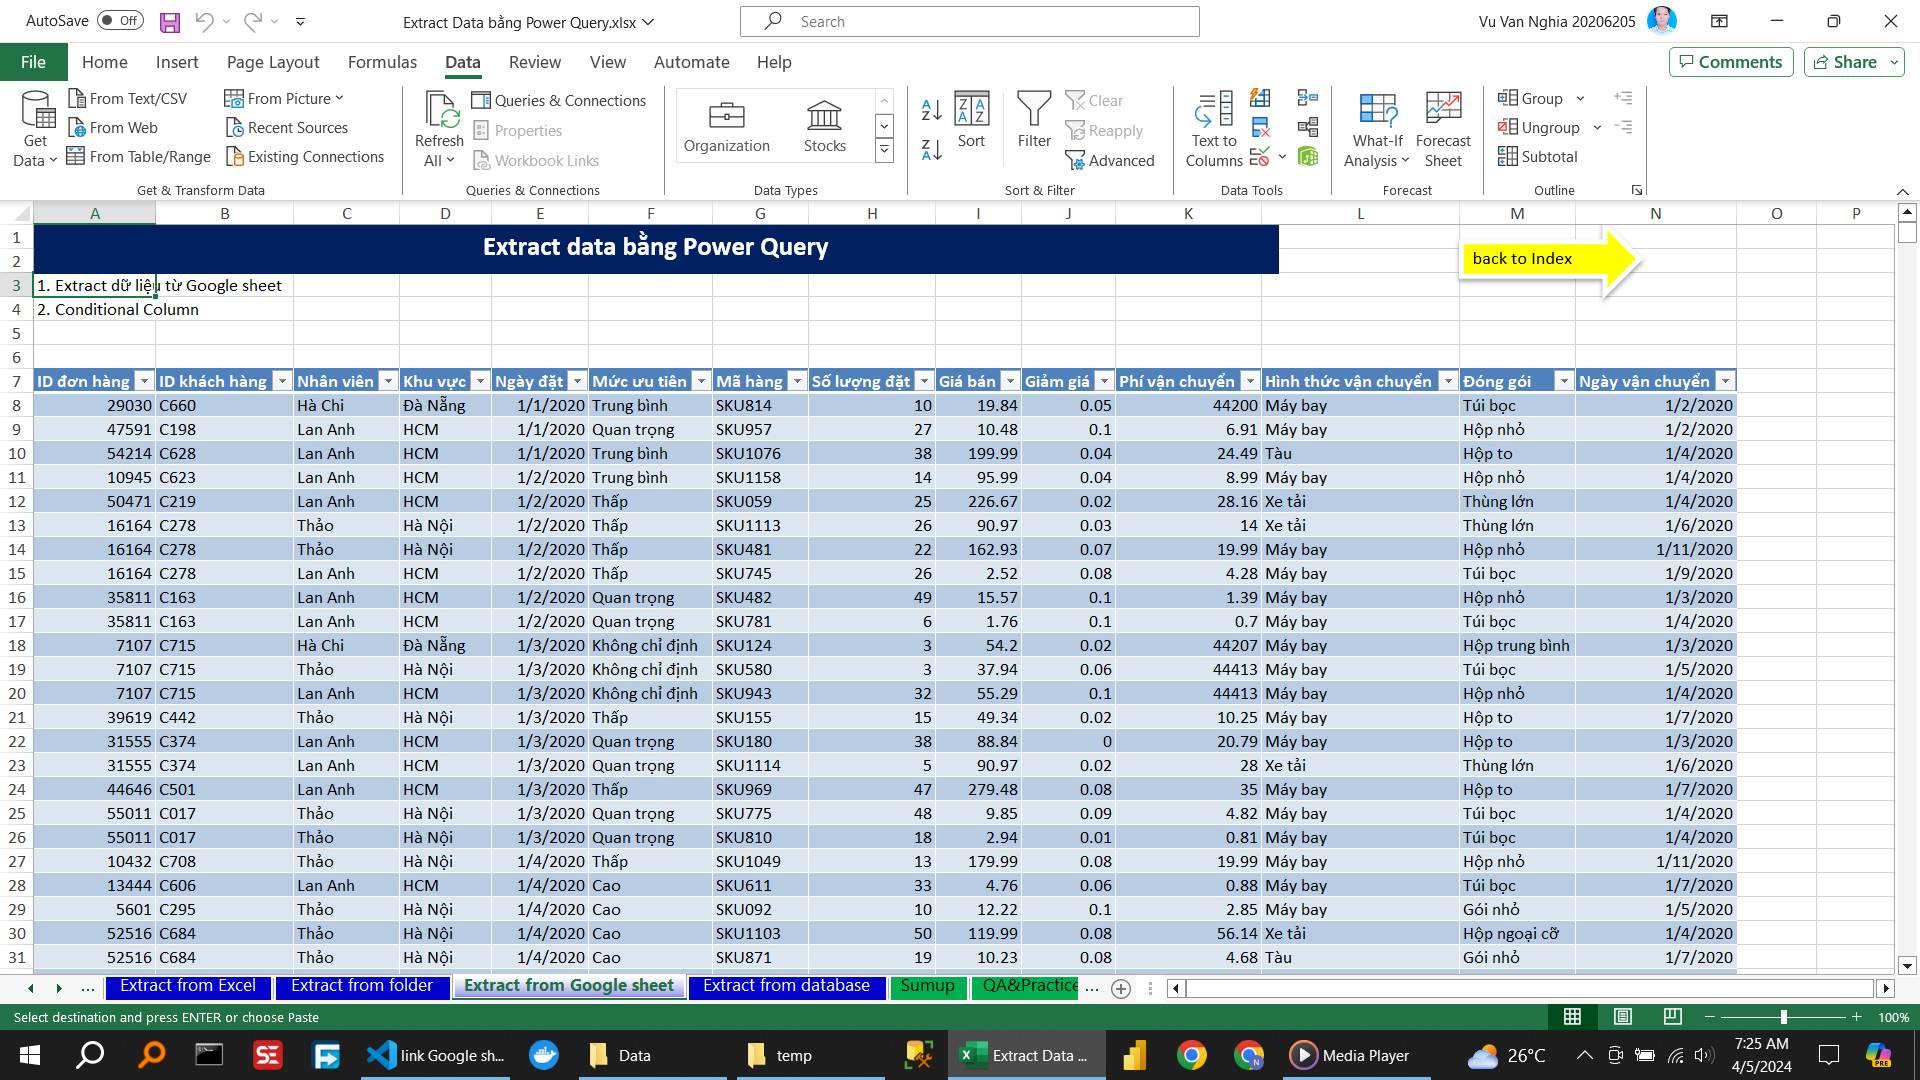 AutoSave Off Extract Data bằng Power Query.xlsx Search Vu Van Nghia 20206205
File Home Insert Page Layout Formulas Data Review View Automate Help Comments Share
Get Data From Text/CSV From Web From Table/Range From Picture Recent Sources Existing Connections
Refresh All Queries & Connections Properties Workbook Links
Organization Stocks
Sort Filter Clear Reapply Advanced
Text to Columns What-If Analysis Forecast Sheet Group Ungroup Subtotal
Get & Transform Data Queries & Connections Data Types Sort & Filter Data Tools Forecast Outline
A B C D E F G H I J K L M N O P
1 Extract data bằng Power Query
2 back to Index
3 1. Extract dữ liệu từ Google sheet
4 2. Conditional Column
5
6
7 ID đơn hàng ID khách hàng Nhân viên Khu vực Ngày đặt Mức ưu tiên Mã hàng Số lượng đặt Giá bán Giảm giá Phí vận chuyển Hình thức vận chuyển Đóng gói Ngày vận chuyển
8 29030 C660 Hà Chi Đà Nẵng 1/1/2020 Trung bình SKU814 10 19.84 0.05 44200 Máy bay Túi bọc 1/2/2020
9 47591 C198 Lan Anh HCM 1/1/2020 Quan trọng SKU957 27 10.48 0.1 6.91 Máy bay Hộp nhỏ 1/2/2020
10 54214 C628 Lan Anh HCM 1/1/2020 Trung bình SKU1076 38 199.99 0.04 24.49 Tàu Hộp to 1/4/2020
11 10945 C623 Lan Anh HCM 1/2/2020 Trung bình SKU1158 14 95.99 0.04 8.99 Máy bay Hộp nhỏ 1/4/2020
12 50471 C219 Lan Anh HCM 1/2/2020 Thấp SKU059 25 226.67 0.02 28.16 Xe tải Thùng lớn 1/4/2020
13 16164 C278 Thảo Hà Nội 1/2/2020 Thấp SKU1113 26 90.97 0.03 14 Xe tải Thùng lớn 1/6/2020
14 16164 C278 Thảo Hà Nội 1/2/2020 Thấp SKU481 22 162.93 0.07 19.99 Máy bay Hộp nhỏ 1/11/2020
15 16164 C278 Lan Anh HCM 1/2/2020 Thấp SKU745 26 2.52 0.08 4.28 Máy bay Túi bọc 1/9/2020
16 35811 C163 Lan Anh HCM 1/2/2020 Quan trọng SKU482 49 15.57 0.1 1.39 Máy bay Hộp nhỏ 1/3/2020
17 35811 C163 Lan Anh HCM 1/2/2020 Quan trọng SKU781 6 1.76 0.1 0.7 Máy bay Túi bọc 1/4/2020
18 7107 C715 Hà Chi Đà Nẵng 1/3/2020 Không chỉ định SKU124 3 54.2 0.02 44207 Máy bay Hộp trung bình 1/3/2020
19 7107 C715 Thảo Hà Nội 1/3/2020 Không chỉ định SKU580 3 37.94 0.06 44413 Máy bay Túi bọc 1/5/2020
20 7107 C715 Lan Anh HCM 1/3/2020 Không chỉ định SKU943 32 55.29 0.1 44413 Máy bay Hộp nhỏ 1/4/2020
21 39619 C442 Thảo Hà Nội 1/3/2020 Thấp SKU155 15 49.34 0.02 10.25 Máy bay Hộp to 1/7/2020
22 31555 C374 Lan Anh HCM 1/3/2020 Quan trọng SKU180 38 88.84 0 20.79 Máy bay Hộp to 1/3/2020
23 31555 C374 Lan Anh HCM 1/3/2020 Quan trọng SKU1114 5 90.97 0.02 28 Xe tải Thùng lớn 1/6/2020
24 44646 C501 Lan Anh HCM 1/3/2020 Thấp SKU969 47 279.48 0.08 35 Máy bay Hộp to 1/7/2020
25 55011 C017 Thảo Hà Nội 1/3/2020 Quan trọng SKU775 48 9.85 0.09 4.82 Máy bay Túi bọc 1/4/2020
26 55011 C017 Thảo Hà Nội 1/3/2020 Quan trọng SKU810 18 2.94 0.01 0.81 Máy bay Túi bọc 1/4/2020
27 10432 C708 Thảo Hà Nội 1/4/2020 Thấp SKU1049 13 179.99 0.08 19.99 Máy bay Hộp nhỏ 1/11/2020
28 13444 C606 Lan Anh HCM 1/4/2020 Cao SKU611 33 4.76 0.06 0.88 Máy bay Túi bọc 1/7/2020
29 5601 C295 Thảo Hà Nội 1/4/2020 Cao SKU092 10 12.22 0.1 2.85 Máy bay Gói nhỏ 1/5/2020
30 52516 C684 Thảo Hà Nội 1/4/2020 Cao SKU1103 50 119.99 0.08 56.14 Xe tải Hộp ngoại cỡ 1/4/2020
31 52516 C684 Thảo Hà Nội 1/4/2020 Cao SKU871 19 10.23 0.08 4.68 Tàu Gói nhỏ 1/7/2020
... Extract from Excel Extract from folder Extract from Google sheet Extract from database Sumup QA&Practice ...
Select destination and press ENTER or choose Paste 100%
link Google sh... Data temp Extract Data ... Media Player 26°C 7:25 AM
4/5/2024